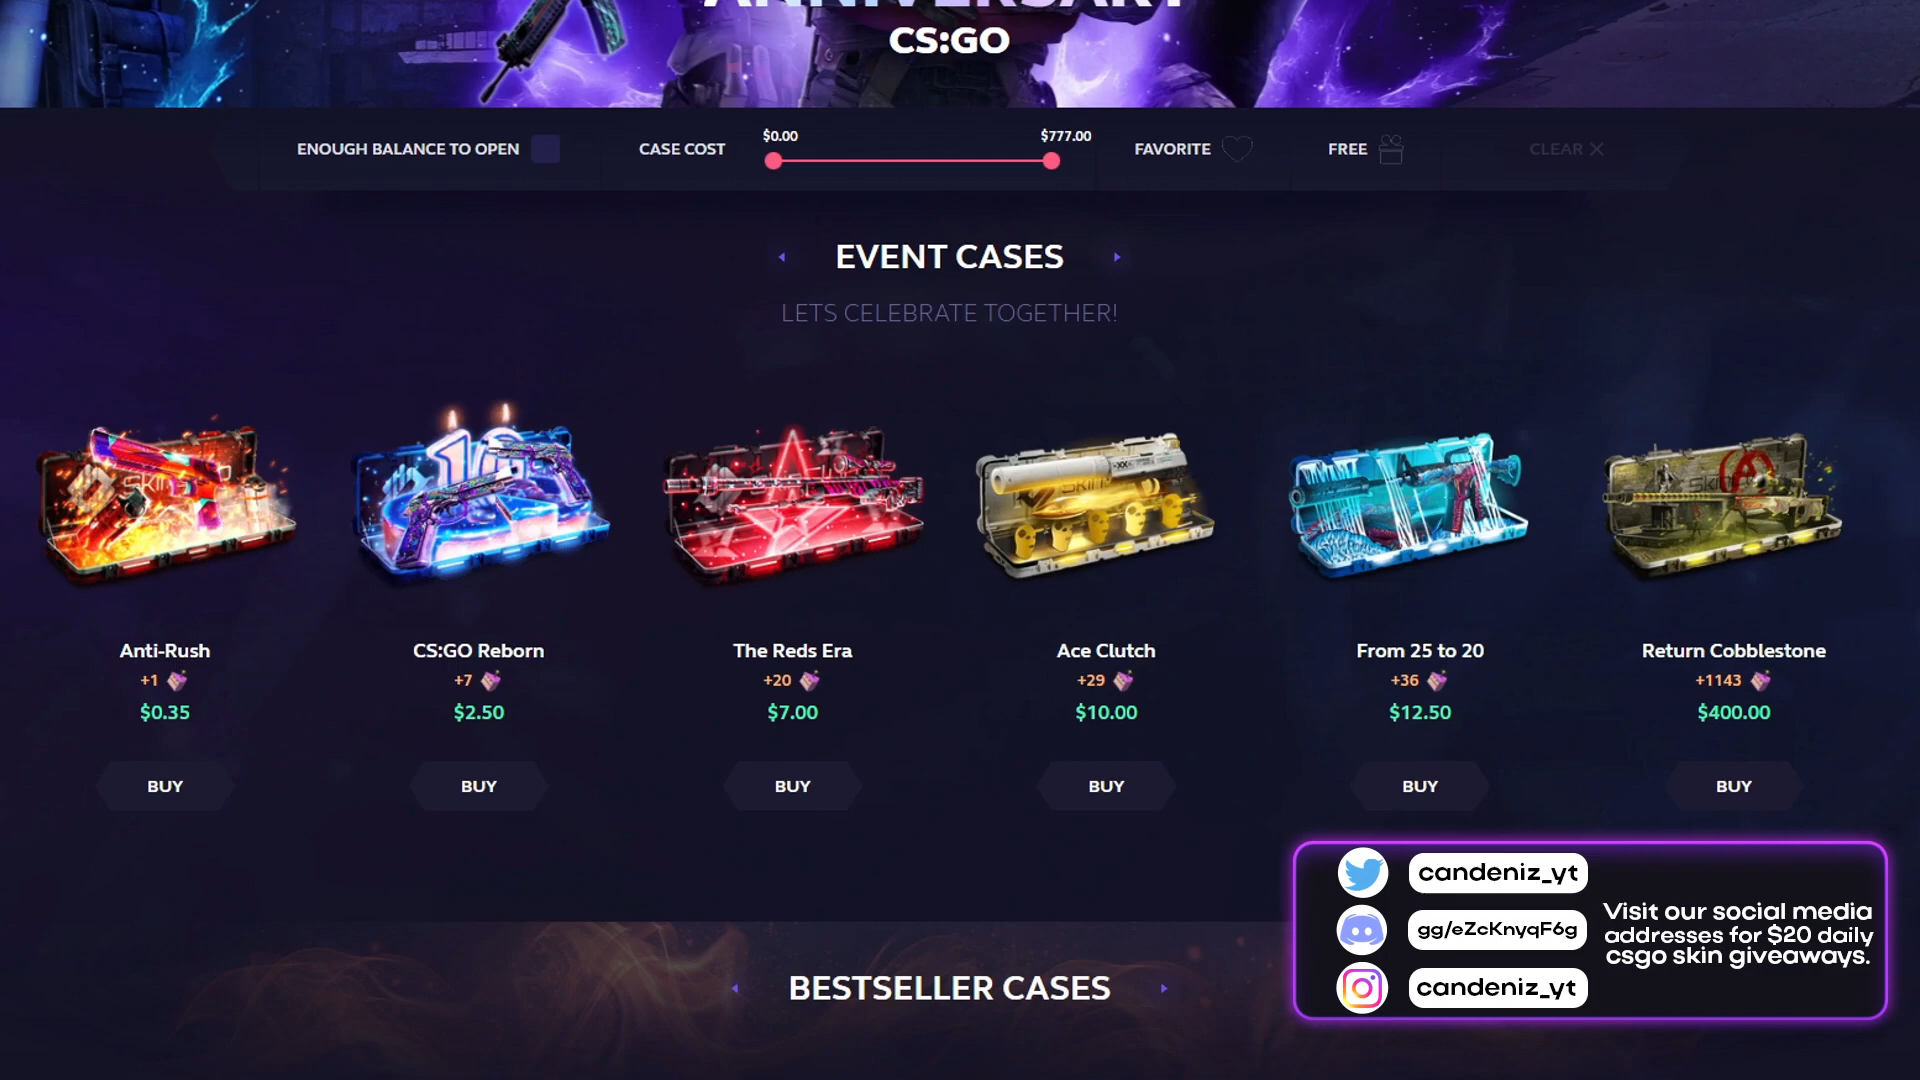 ANNIVERSARY
CS:GO
ENOUGH BALANCE TO OPEN
CASE COST
$0.00
$777.00
FAVORITE
FREE
CLEAR
EVENT CASES
LETS CELEBRATE TOGETHER!
Anti-Rush
+1
$0.35
BUY
CS:GO Reborn
+7
$2.50
BUY
The Reds Era
+20
$7.00
BUY
Ace Clutch
+29
$10.00
BUY
From 25 to 20
+36
$12.50
BUY
Return Cobblestone
+1143
$400.00
BUY
BESTSELLER CASES
candeniz_yt
gg/eZcKnyqF6g
candeniz_yt
Visit our social media
addresses for $20 daily
csgo skin giveaways.